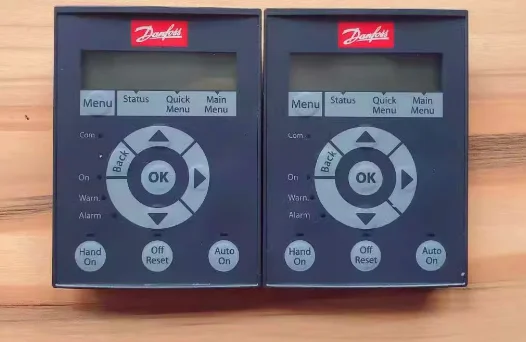 Danfoss
Menu
Status
Quick
Menu
Main
Menu
Com.
Back
OK
On
Warn.
Alarm
Hand
On
Off
Reset
Auto
On
Danfoss
Menu
Status
Quick
Menu
Main
Menu
Com.
Back
OK
On
Warn.
Alarm
Hand
On
Off
Reset
Auto
On